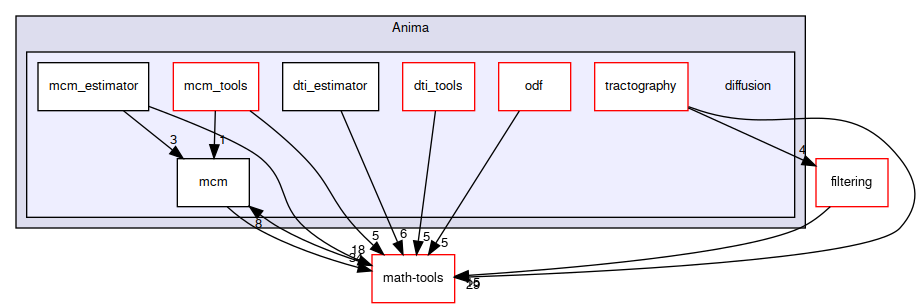 Anima
mcm_estimator
mcm_tools
dti_estimator
dti_tools
odf
tractography
diffusion
3
1
4
mcm
filtering
8
5
6
5
5
18
math-tools